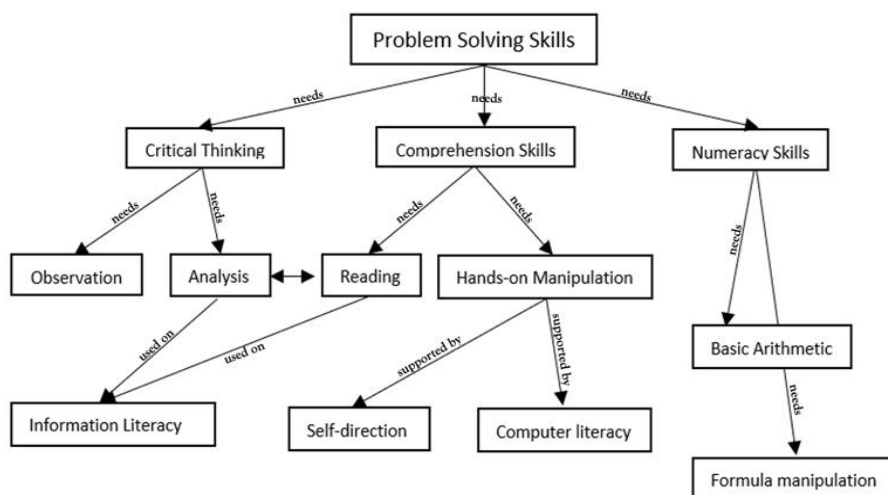 Problem Solving Skills
needs
needs
needs
Critical Thinking
Comprehension Skills
Numeracy Skills
needs
needs
needs
needs
needs
Observation
Analysis
Reading
Hands-on Manipulation
used on
used on
supported by
supported by
Basic Arithmetic
needs
Information Literacy
Self-direction
Computer literacy
Formula manipulation